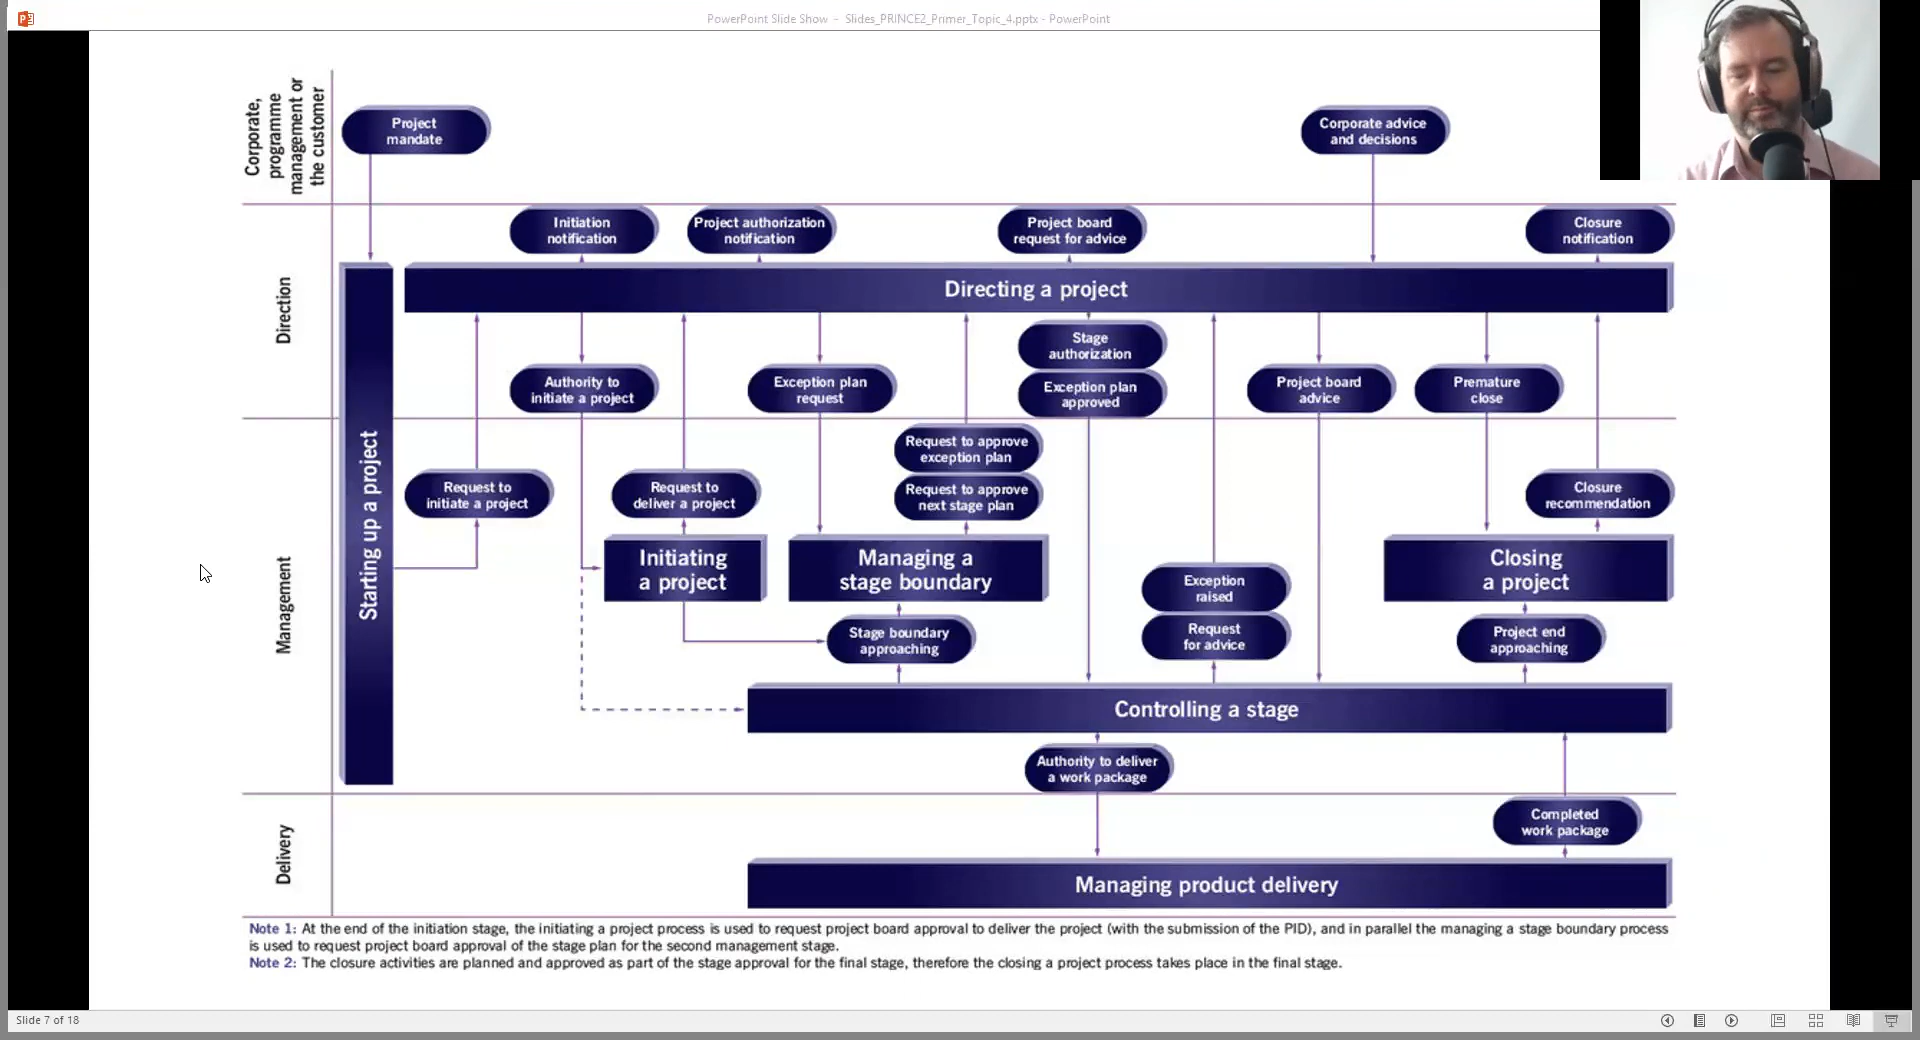 PowerPoint Slide Show - Slides_PRINCE2_Primer_Topic_4.pptx - PowerPoint
Corporate,
programme
management or
the customer
Project
mandate
Corporate advice
and decisions
Direction
Initiation
notification
Project authorization
notification
Project board
request for advice
Closure
notification
Directing a project
Stage
authorization
Authority to
initiate a project
Exception plan
request
Exception plan
approved
Project board
advice
Premature
close
Management
Starting up a project
Request to
initiate a project
Request to
deliver a project
Request to approve
exception plan
Request to approve
next stage plan
Closure
recommendation
Initiating
a project
Managing a
stage boundary
Exception
raised
Closing
a project
Stage boundary
approaching
Request
for advice
Project end
approaching
Controlling a stage
Authority to deliver
a work package
Delivery
Completed
work package
Managing product delivery
Note 1: At the end of the initiation stage, the initiating a project process is used to request project board approval to deliver the project (with the submission of the PID), and in parallel the managing a stage boundary process
is used to request project board approval of the stage plan for the second management stage.
Note 2: The closure activities are planned and approved as part of the stage approval for the final stage, therefore the closing a project process takes place in the final stage.
Slide 7 of 18